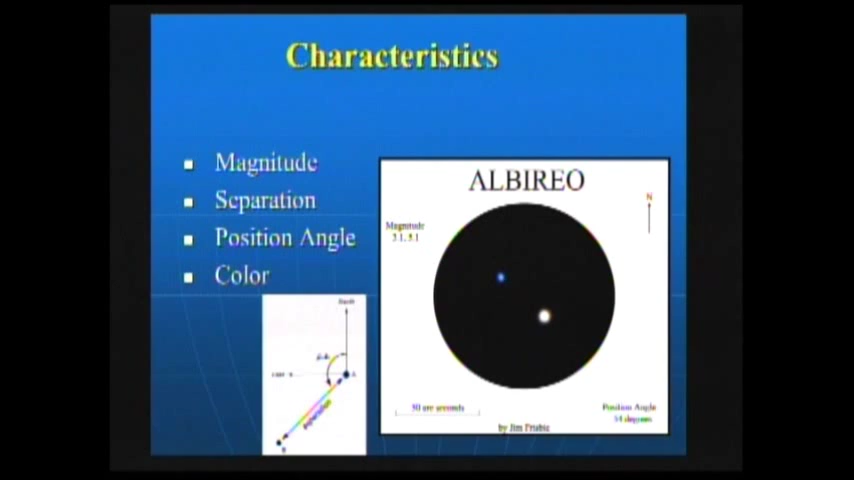 Characteristics
Magnitude
Separation
Position Angle
Color
ALBIREO
N
Magnitude
3.1, 5.1
50 arc seconds
Position Angle
54 degrees
by Jim Frisbie
separation